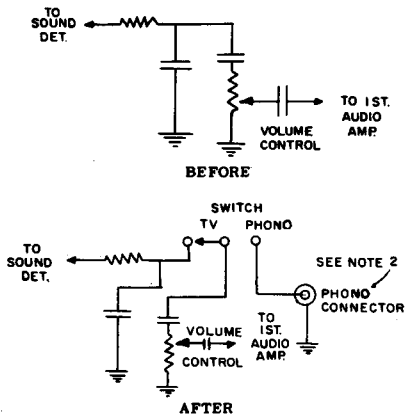 TO
SOUND
DET.
TO 1ST.
AUDIO
AMP.
VOLUME
CONTROL
BEFORE
SWITCH
TV PHONO
TO
SOUND
DET.
SEE NOTE 2
PHONO
CONNECTOR
VOLUME
CONTROL
TO
1ST.
AUDIO
AMP.
AFTER